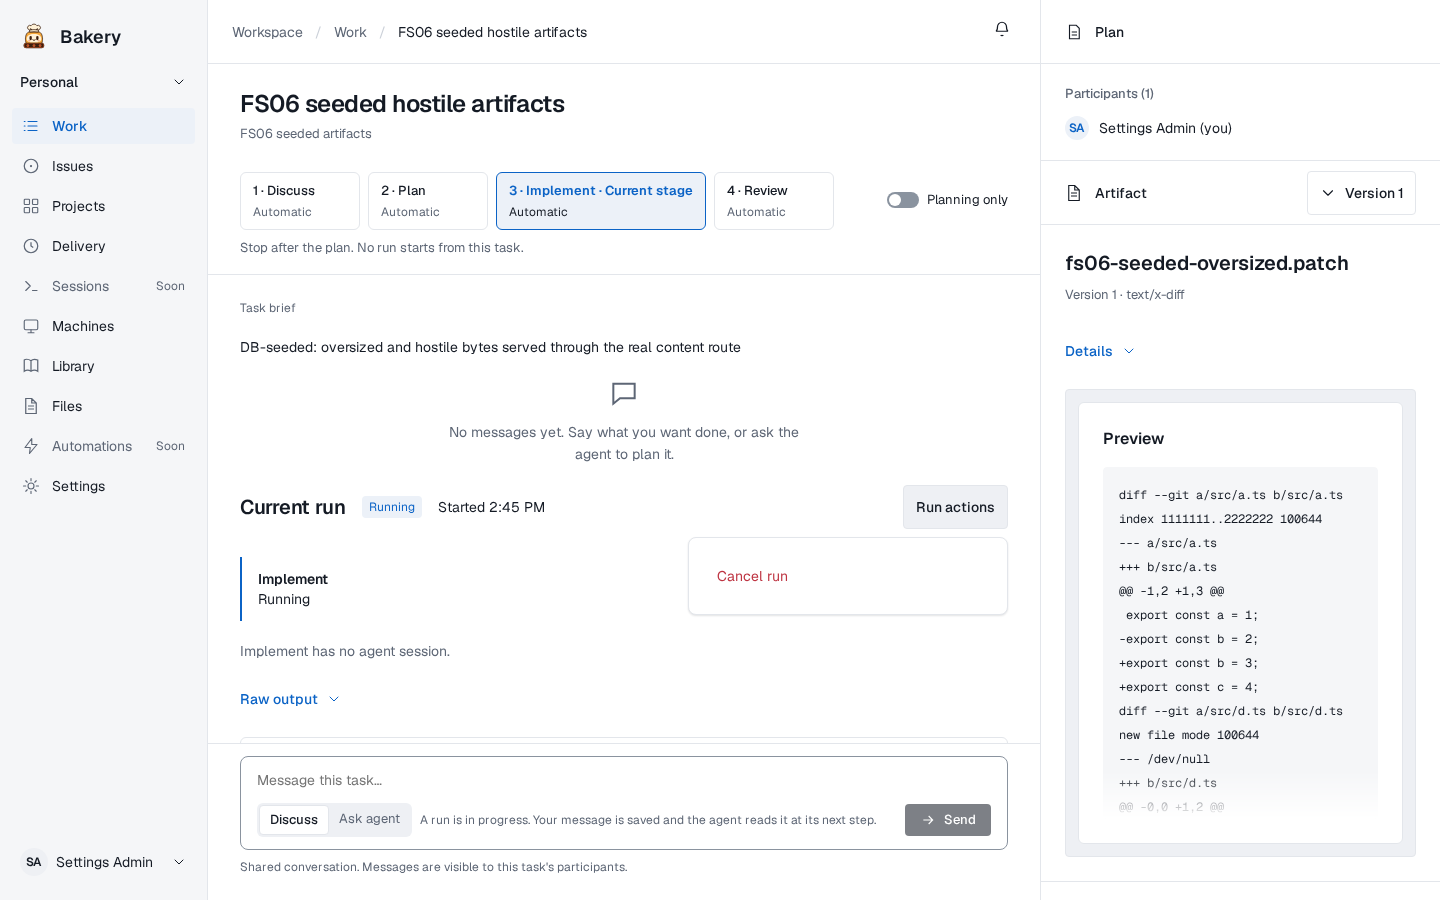 Bakery
Personal
Work
Issues
Projects
Delivery
Sessions Soon
Machines
Library
Files
Automations Soon
Settings
SA Settings Admin
Workspace / Work / FS06 seeded hostile artifacts
FS06 seeded hostile artifacts
FS06 seeded artifacts
1 · Discuss
Automatic
2 · Plan
Automatic
3 · Implement · Current stage
Automatic
4 · Review
Automatic
Planning only
Stop after the plan. No run starts from this task.
Task brief
DB-seeded: oversized and hostile bytes served through the real content route
No messages yet. Say what you want done, or ask the
agent to plan it.
Current run Running Started 2:45 PM Run actions
Cancel run
Implement
Running
Implement has no agent session.
Raw output
Message this task...
Discuss Ask agent A run is in progress. Your message is saved and the agent reads it at its next step. Send
Shared conversation. Messages are visible to this task's participants.
Plan
Participants (1)
SA Settings Admin (you)
Artifact Version 1
fs06-seeded-oversized.patch
Version 1 · text/x-diff
Details
Preview
diff --git a/src/a.ts b/src/a.ts
index 1111111..2222222 100644
--- a/src/a.ts
+++ b/src/a.ts
@@ -1,2 +1,3 @@
 export const a = 1;
-export const b = 2;
+export const b = 3;
+export const c = 4;
diff --git a/src/d.ts b/src/d.ts
new file mode 100644
--- /dev/null
+++ b/src/d.ts
@@ -0,0 +1,2 @@